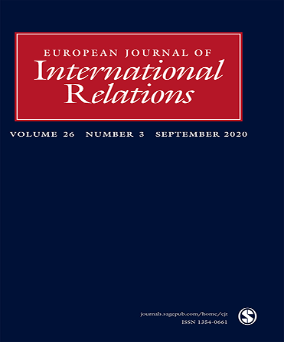 EUROPEAN JOURNAL OF
International
Relations
VOLUME 26 NUMBER 3 SEPTEMBER 2020
journals.sagepub.com/home/ejt
ISSN 1354-0661